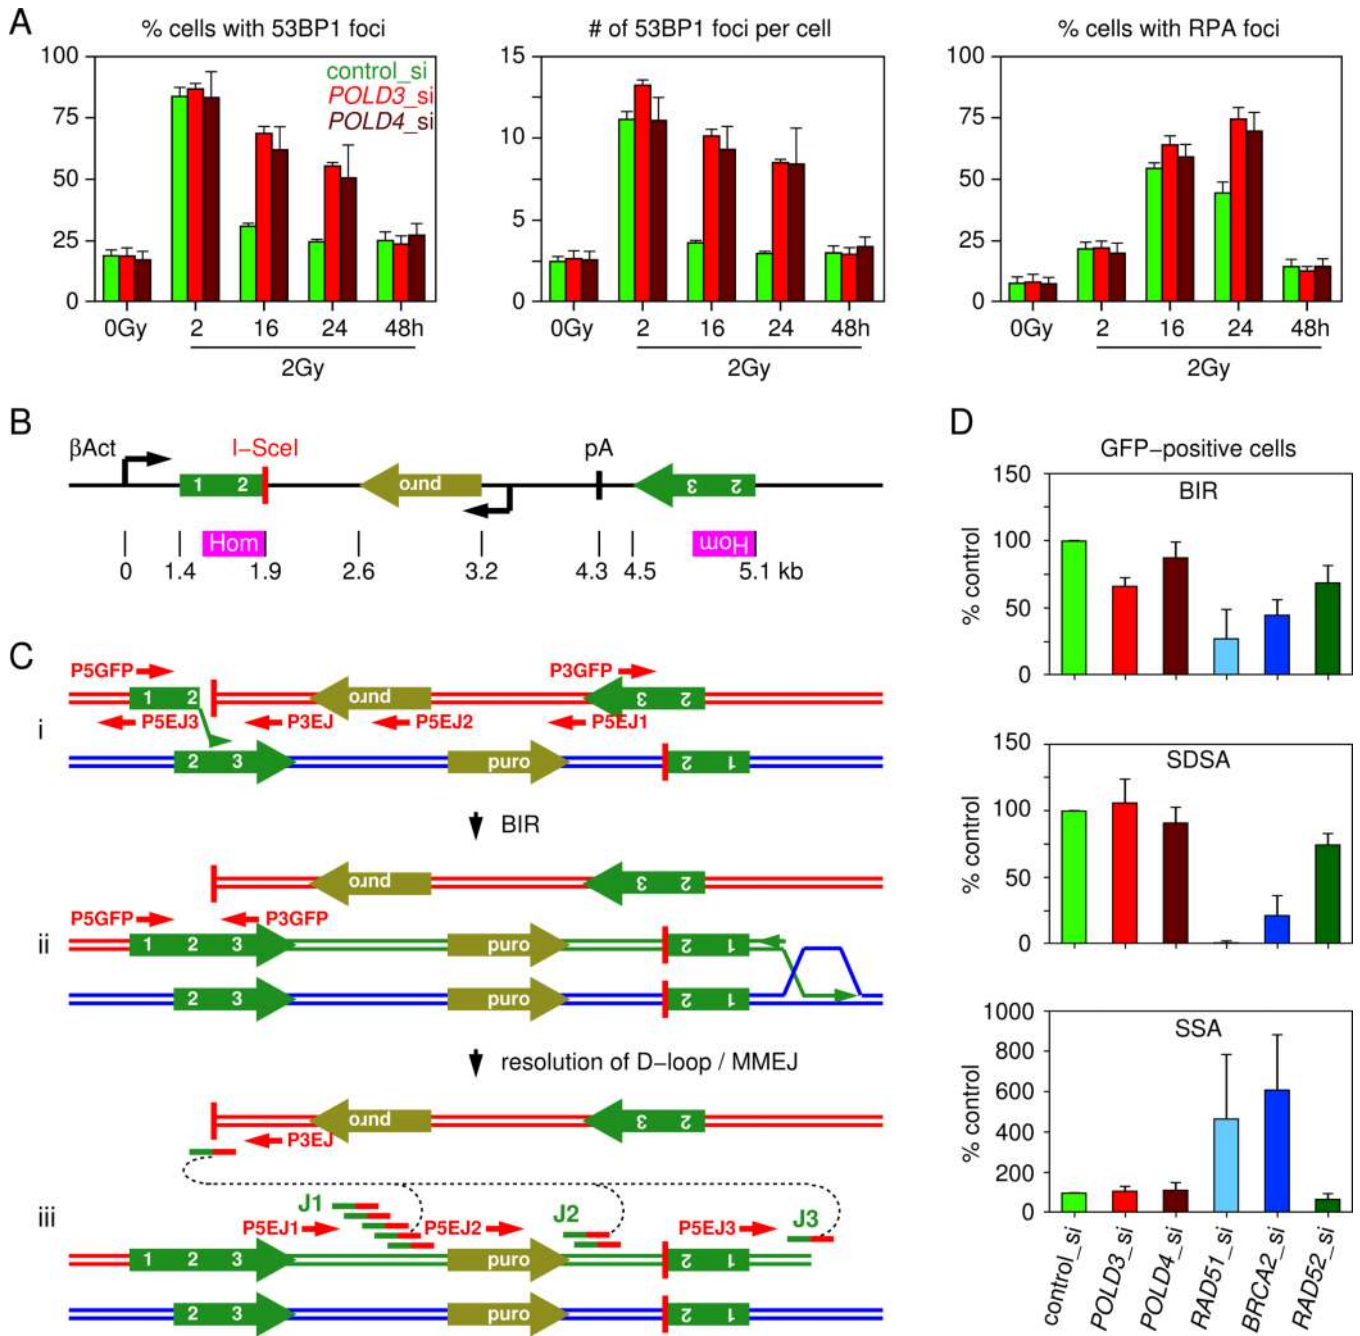 A
% cells with 53BP1 foci
# of 53BP1 foci per cell
% cells with RPA foci
control_si
POLD3_si
POLD4_si
100
75
50
25
0
0Gy 2 16 24 48h
2Gy
15
10
5
0
0Gy 2 16 24 48h
2Gy
100
75
50
25
0
0Gy 2 16 24 48h
2Gy
B
βAct
I-SceI
pA
1 2
puro
3 2
Hom
Hom
0 1.4 1.9 2.6 3.2 4.3 4.5 5.1 kb
C
i
P5GFP
P3GFP
1 2
puro
3 2
P5EJ3
P3EJ
P5EJ2
P5EJ1
2 3
puro
2 1
BIR
ii
puro
3 2
P5GFP
P3GFP
1 2 3
puro
2 1
2 3
puro
2 1
resolution of D-loop / MMEJ
iii
puro
3 2
P3EJ
J1
J2
J3
P5EJ1
P5EJ2
P5EJ3
1 2 3
puro
2 1
2 3
puro
2 1
D
GFP-positive cells
BIR
% control
150
100
50
0
SDSA
% control
150
100
50
0
SSA
% control
1000
800
600
400
200
0
control_si
POLD3_si
POLD4_si
RAD51_si
BRCA2_si
RAD52_si